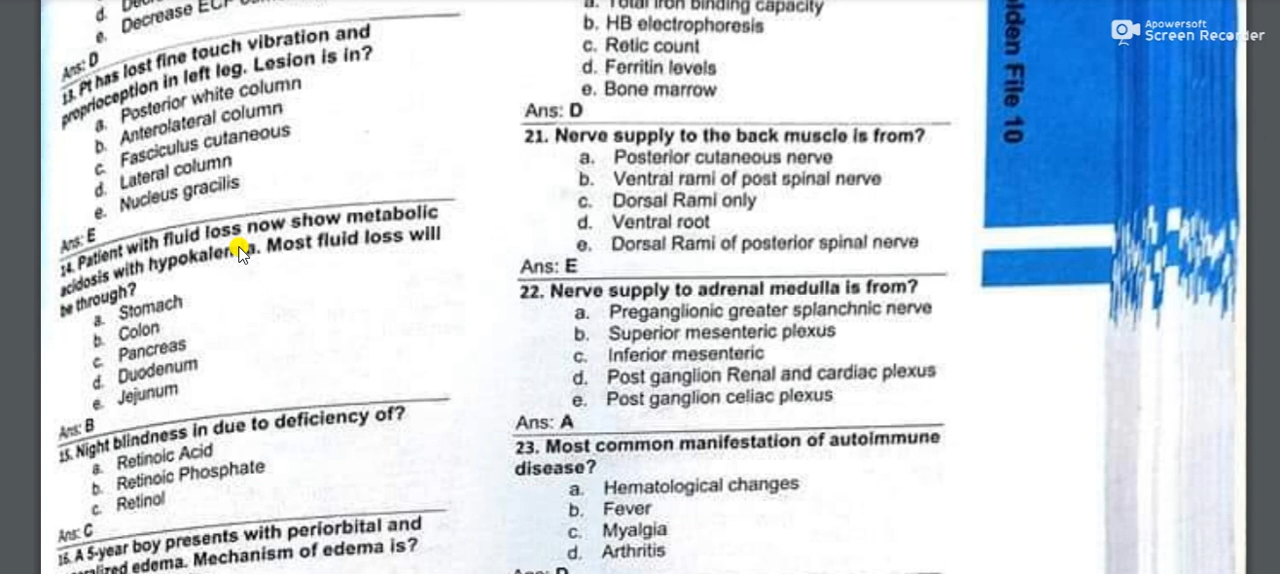 d.
e. Decrease ECF
Ans: D
13. Pt has lost fine touch vibration and
proprioception in left leg. Lesion is in?
a. Posterior white column
b. Anterolateral column
c. Fasciculus cutaneous
d. Lateral column
e. Nucleus gracilis
Ans: E
14. Patient with fluid loss now show metabolic
acidosis with hypokalemia. Most fluid loss will
be through?
a. Stomach
b. Colon
c. Pancreas
d. Duodenum
e. Jejunum
Ans: B
15. Night blindness in due to deficiency of?
a. Retinoic Acid
b. Retinoic Phosphate
c. Retinol
Ans: C
16. A 5-year boy presents with periorbital and
edema. Mechanism of edema is?
a. Total iron binding capacity
b. HB electrophoresis
c. Retic count
d. Ferritin levels
e. Bone marrow
Ans: D
21. Nerve supply to the back muscle is from?
a. Posterior cutaneous nerve
b. Ventral rami of post spinal nerve
c. Dorsal Rami only
d. Ventral root
e. Dorsal Rami of posterior spinal nerve
Ans: E
22. Nerve supply to adrenal medulla is from?
a. Preganglionic greater splanchnic nerve
b. Superior mesenteric plexus
c. Inferior mesenteric
d. Post ganglion Renal and cardiac plexus
e. Post ganglion celiac plexus
Ans: A
23. Most common manifestation of autoimmune
disease?
a. Hematological changes
b. Fever
c. Myalgia
d. Arthritis
Ans: D
lden File 10
Apowersoft
Screen Recorder